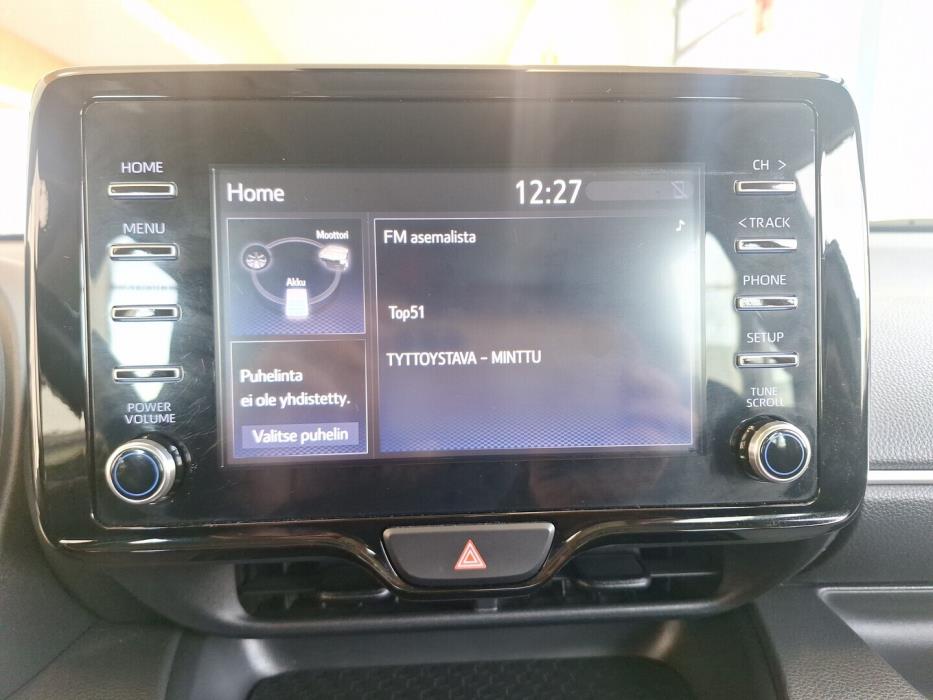 HOME
MENU
POWER
VOLUME
Home
12:27
Moottori
Akku
Puhelinta
ei ole yhdistetty.
Valitse puhelin
FM asemalista
Top51
TYTTOYSTAVA - MINTTU
CH >
< TRACK
PHONE
SETUP
TUNE
SCROLL